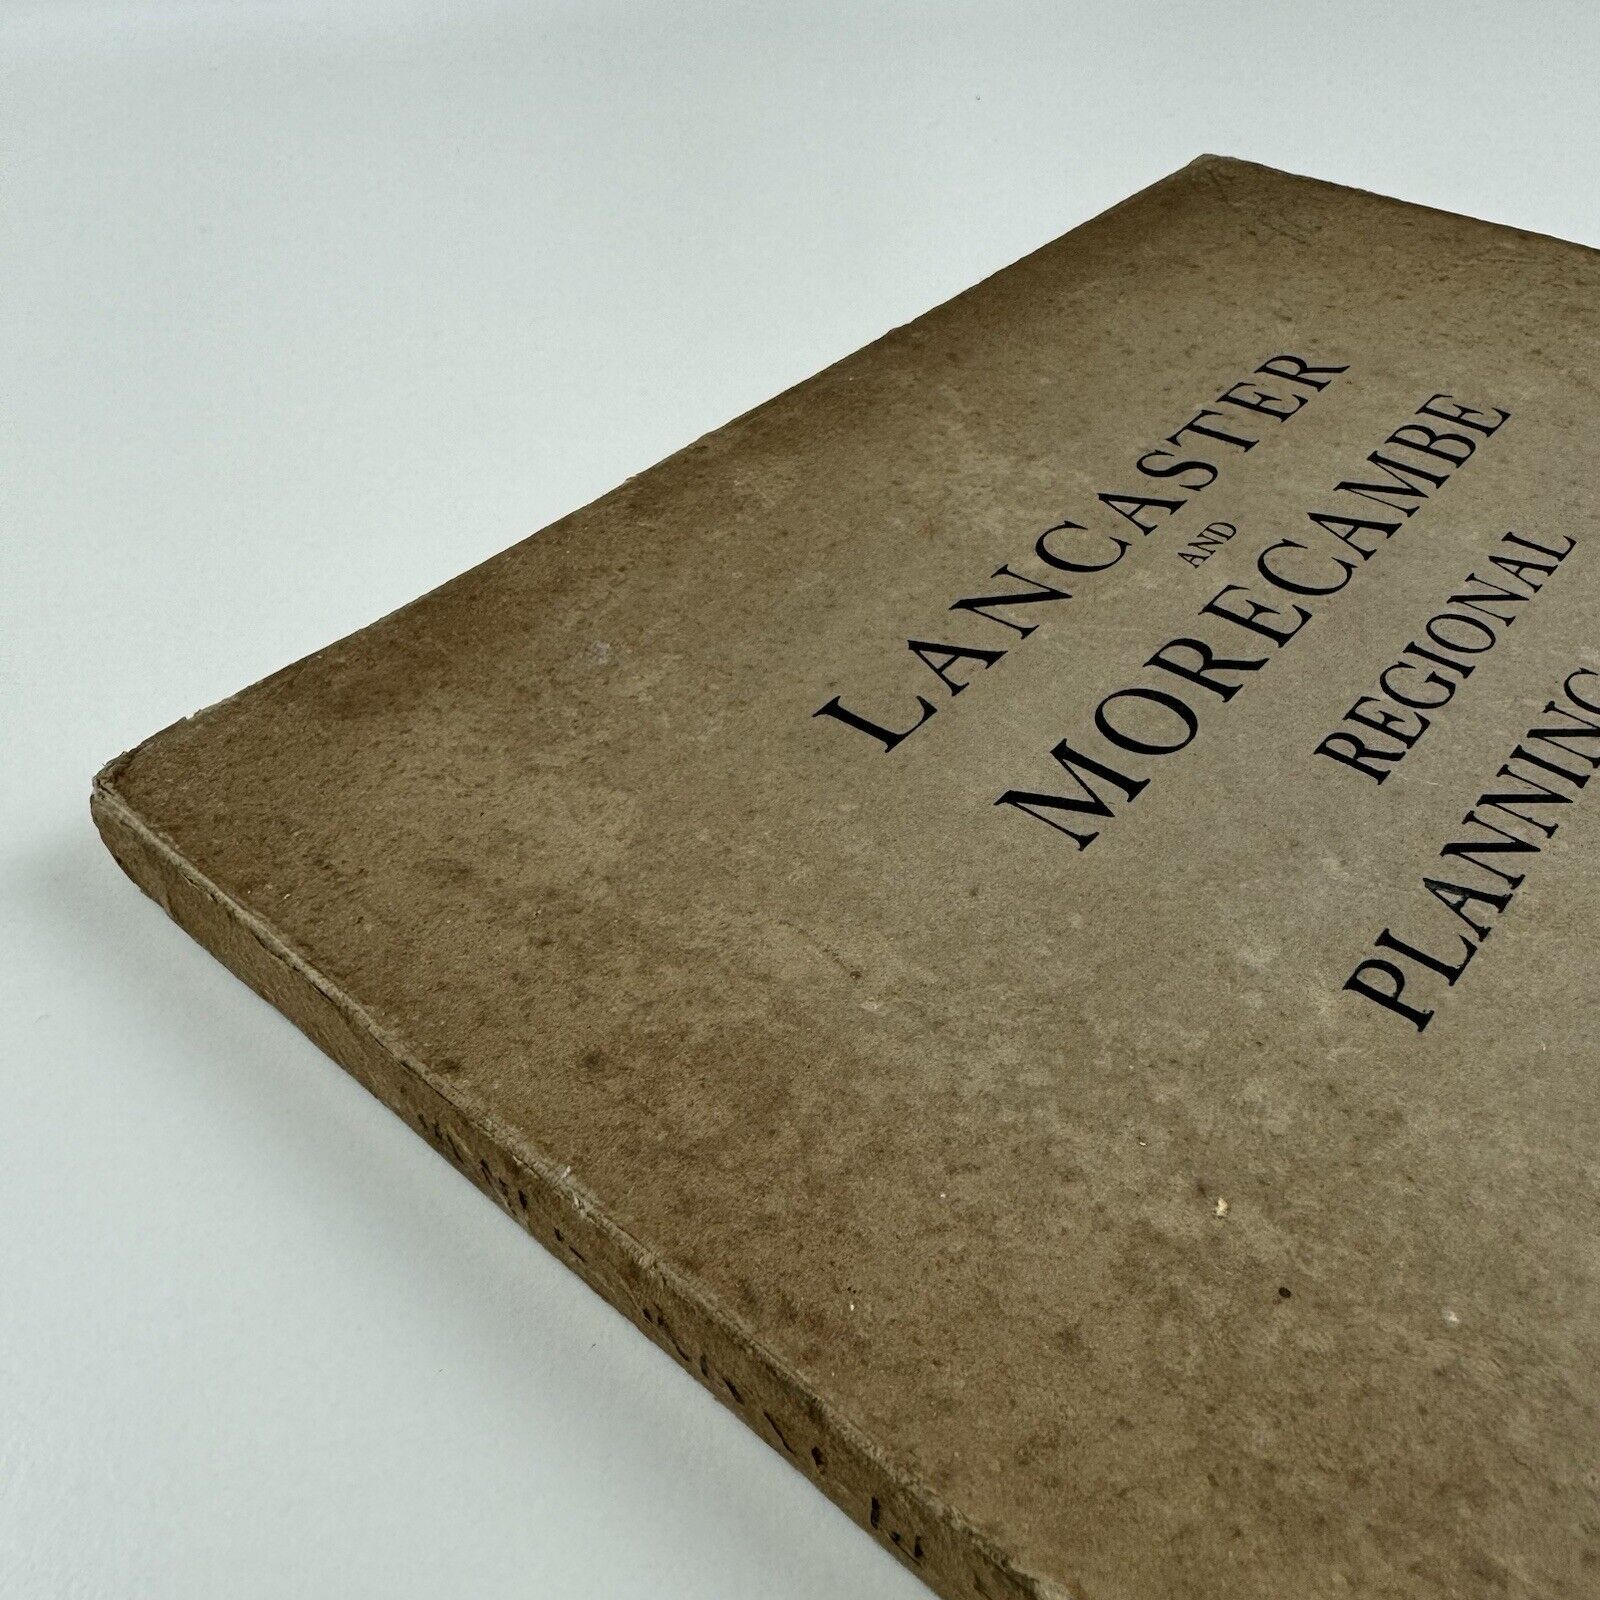 LANCASTER
AND
MORECAMBE
REGIONAL
PLANNING